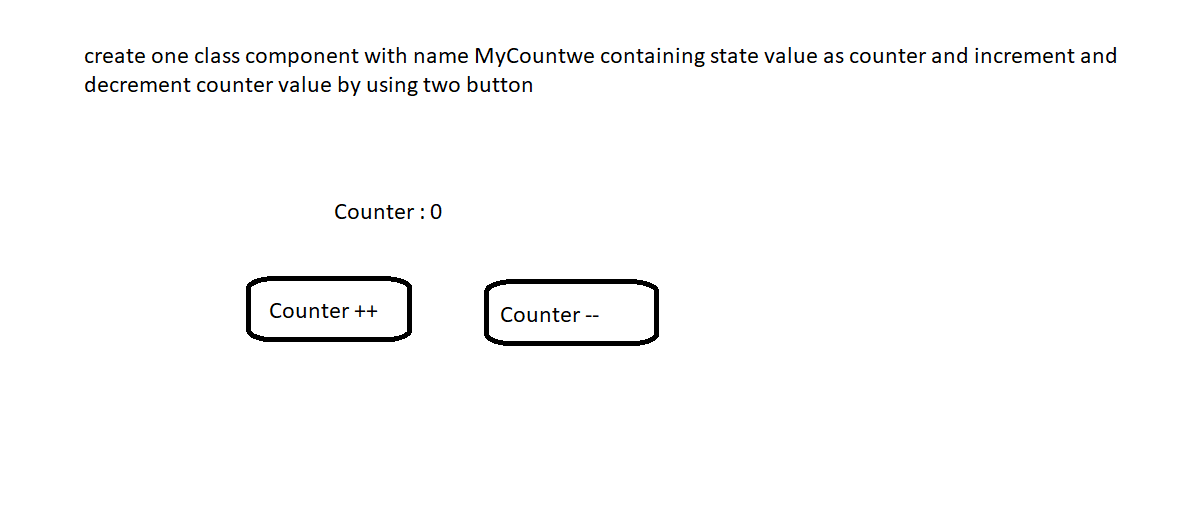 create one class component with name MyCountwe containing state value as counter and increment and
decrement counter value by using two button
Counter : 0
Counter ++
Counter --